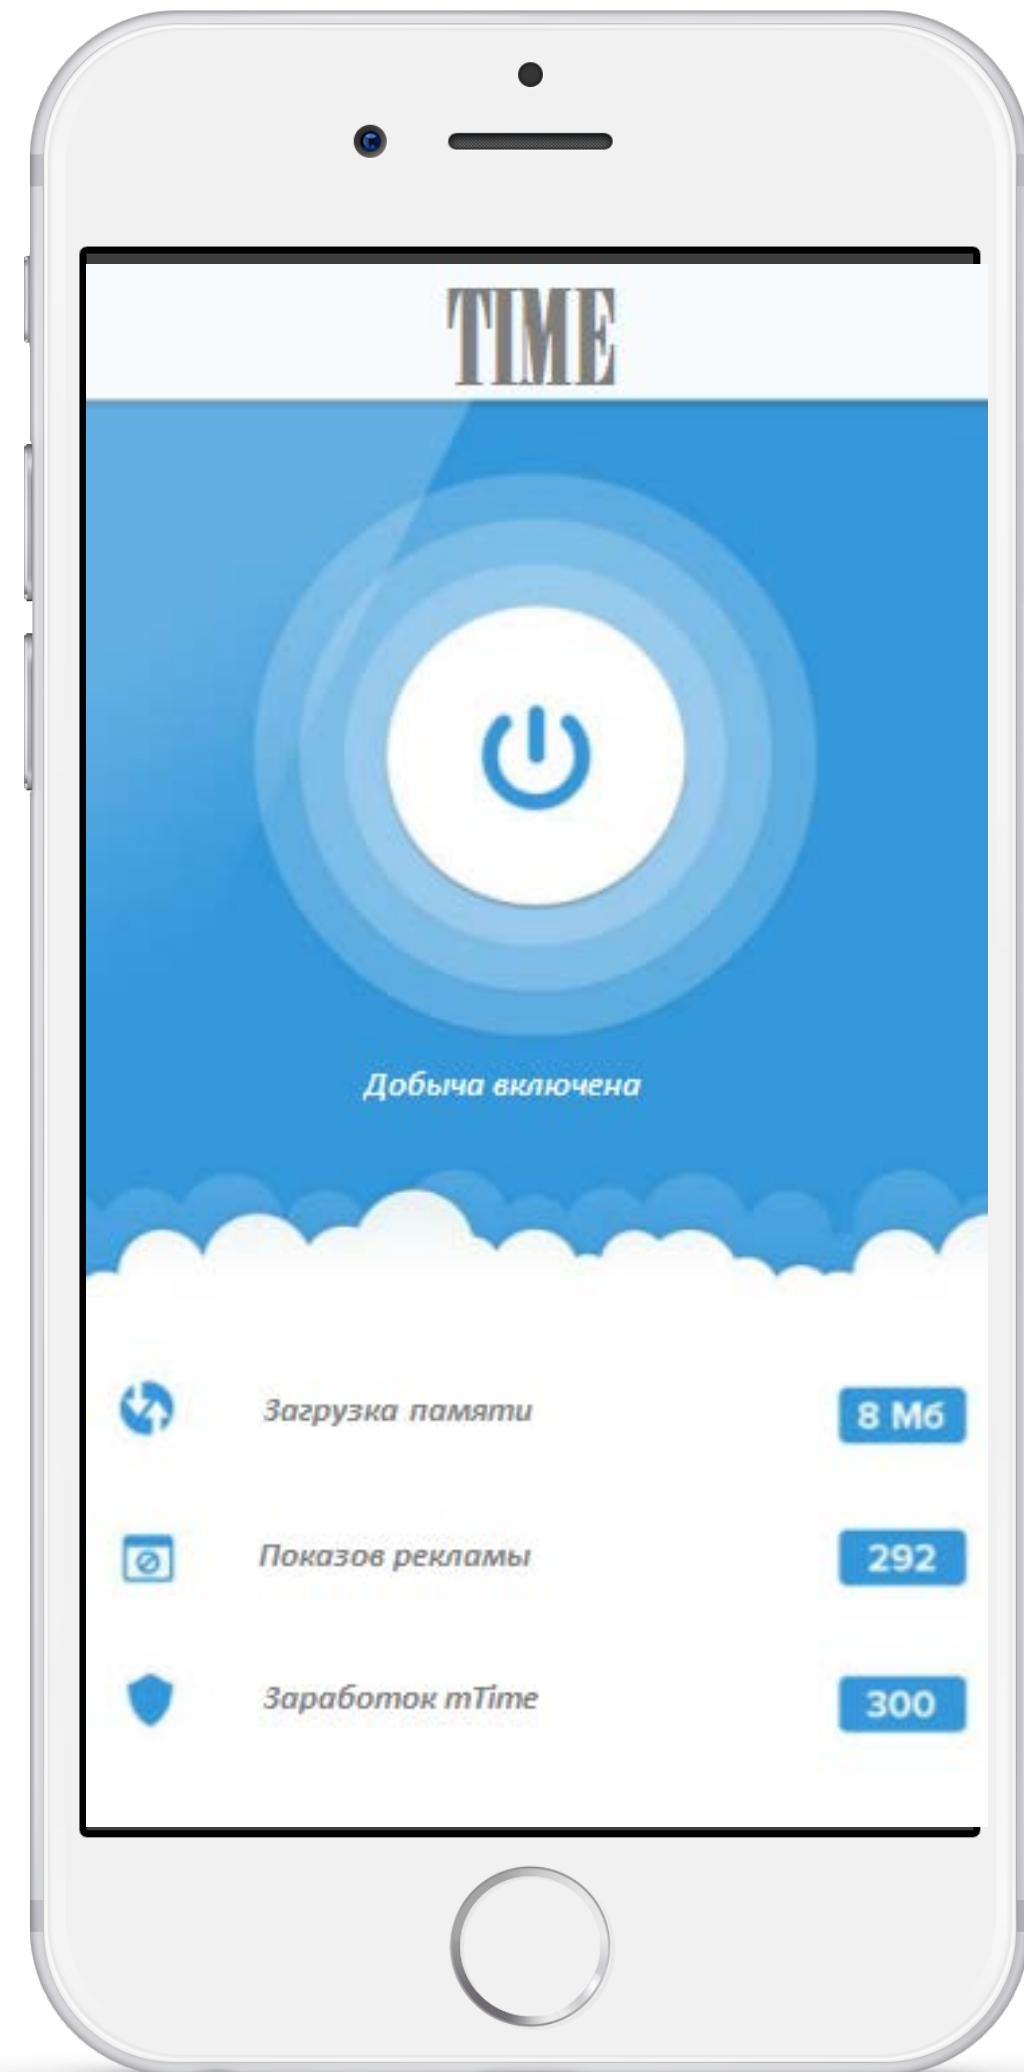 TIME
Добыча включена
Загрузка памяти 8 Мб
Показов рекламы 292
Заработок mTime 300